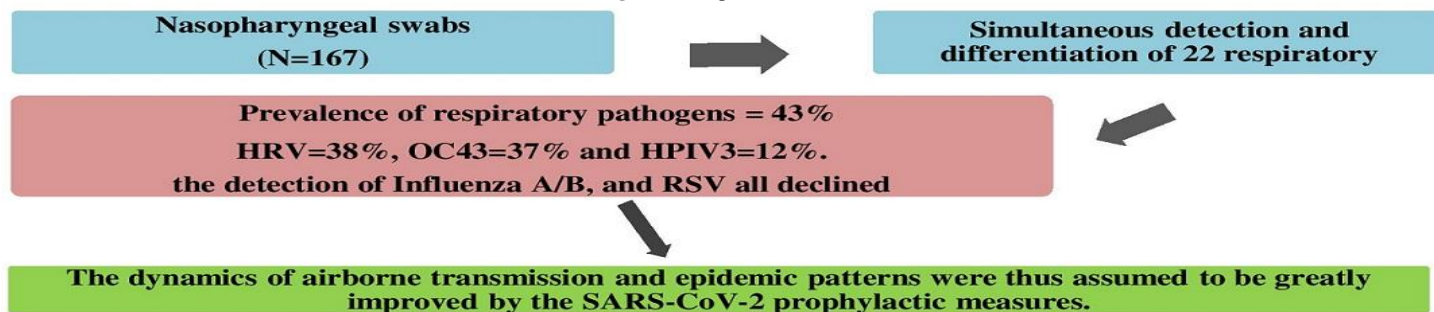 Nasopharyngeal swabs
(N=167)
Simultaneous detection and
differentiation of 22 respiratory
Prevalence of respiratory pathogens = 43%
HRV=38%, OC43=37% and HPIV3=12%.
the detection of Influenza A/B, and RSV all declined
The dynamics of airborne transmission and epidemic patterns were thus assumed to be greatly
improved by the SARS-CoV-2 prophylactic measures.